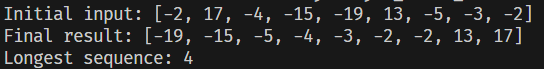 Initial input: [-2, 17, -4, -15, -19, 13, -5, -3, -2]
Final result: [-19, -15, -5, -4, -3, -2, -2, 13, 17]
Longest sequence: 4